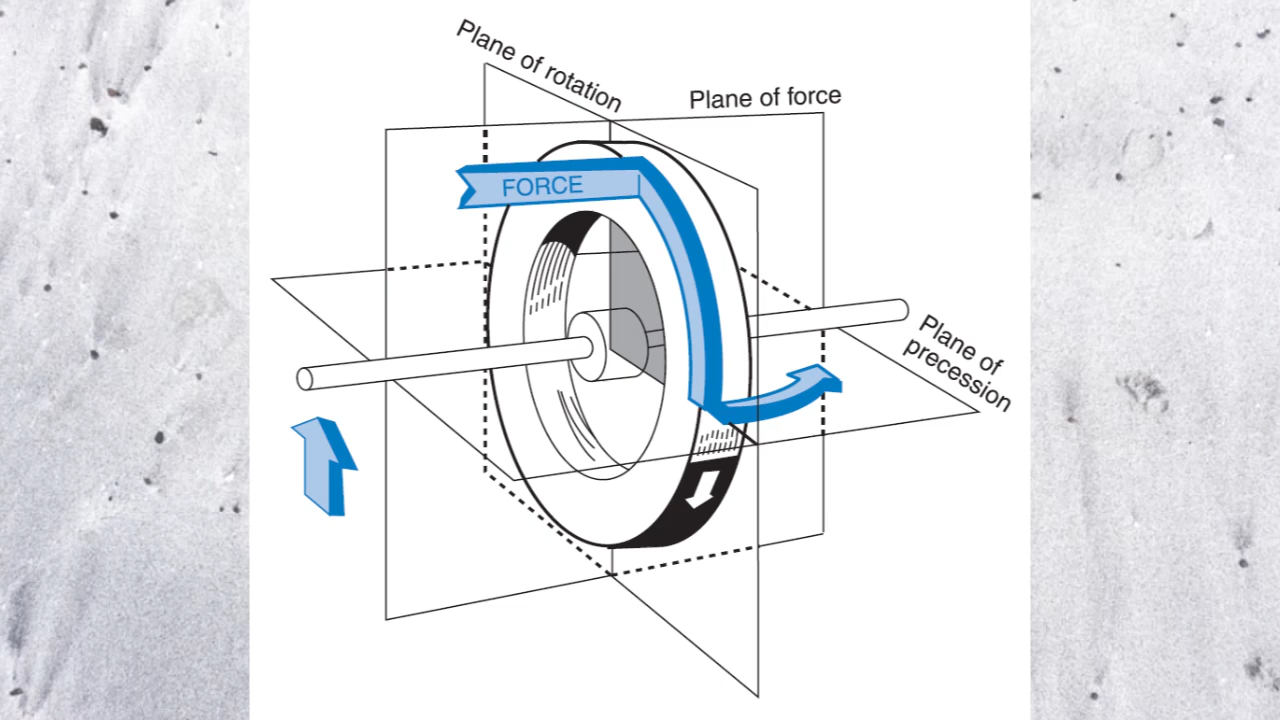 Plane of rotation
Plane of force
FORCE
Plane of
precession